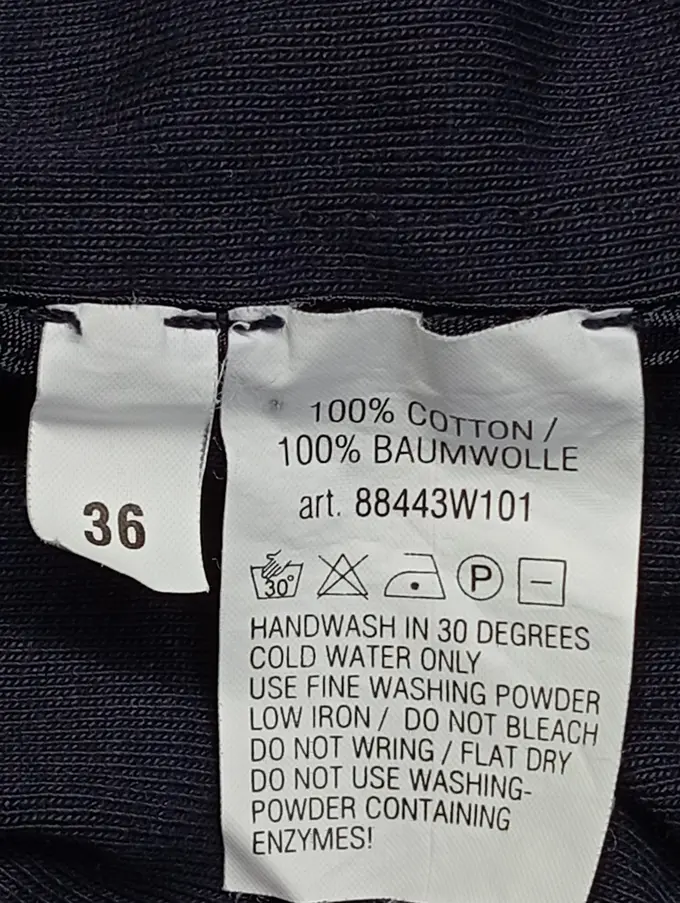 36
100% COTTON /
100% BAUMWOLLE
art. 88443W101
30°
P
HANDWASH IN 30 DEGREES
COLD WATER ONLY
USE FINE WASHING POWDER
LOW IRON / DO NOT BLEACH
DO NOT WRING / FLAT DRY
DO NOT USE WASHING-
POWDER CONTAINING
ENZYMES!